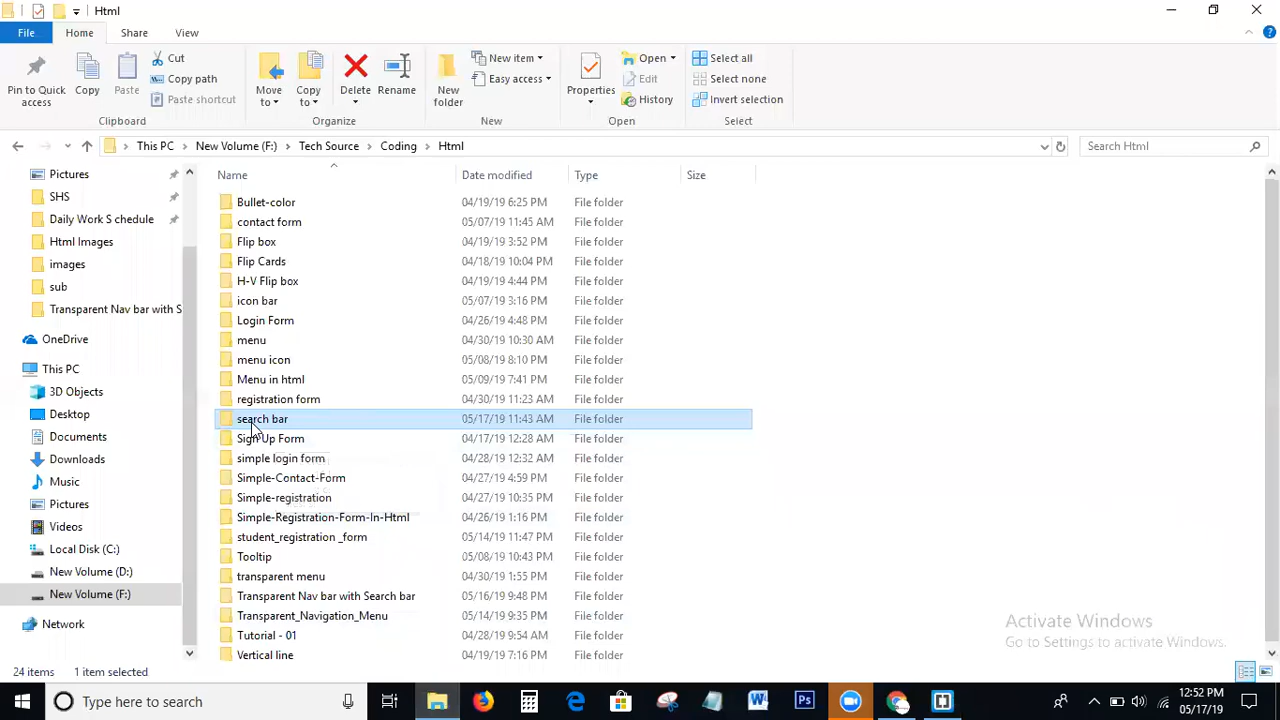 Html
File Home Share View
Pin to Quick access
Copy
Paste
Cut
Copy path
Paste shortcut
Clipboard
Move to
Copy to
Delete
Rename
Organize
New folder
New item
Easy access
New
Properties
Open
Edit
History
Open
Select all
Select none
Invert selection
Select
This PC New Volume (F:) Tech Source Coding Html
Search Html
Pictures
SHS
Daily Work S chedule
Html Images
images
sub
Transparent Nav bar with S
OneDrive
This PC
3D Objects
Desktop
Documents
Downloads
Music
Pictures
Videos
Local Disk (C:)
New Volume (D:)
New Volume (F:)
Network
Name Date modified Type Size
Bullet-color 04/19/19 6:25 PM File folder
contact form 05/07/19 11:45 AM File folder
Flip box 04/19/19 3:52 PM File folder
Flip Cards 04/18/19 10:04 PM File folder
H-V Flip box 04/19/19 4:44 PM File folder
icon bar 05/07/19 3:16 PM File folder
Login Form 04/26/19 4:48 PM File folder
menu 04/30/19 10:30 AM File folder
menu icon 05/08/19 8:10 PM File folder
Menu in html 05/09/19 7:41 PM File folder
registration form 04/30/19 11:23 AM File folder
search bar 05/17/19 11:43 AM File folder
Sign Up Form 04/17/19 12:28 AM File folder
simple login form 04/28/19 12:32 AM File folder
Simple-Contact-Form 04/27/19 4:59 PM File folder
Simple-registration 04/27/19 10:35 PM File folder
Simple-Registration-Form-In-Html 04/26/19 1:16 PM File folder
student_registration _form 05/14/19 11:47 PM File folder
Tooltip 05/08/19 10:43 PM File folder
transparent menu 04/30/19 1:55 PM File folder
Transparent Nav bar with Search bar 05/16/19 9:48 PM File folder
Transparent_Navigation_Menu 05/14/19 9:35 PM File folder
Tutorial - 01 04/28/19 9:54 AM File folder
Vertical line 04/19/19 7:16 PM File folder
Activate Windows
Go to Settings to activate Windows.
24 items 1 item selected
Type here to search
12:52 PM
05/17/19